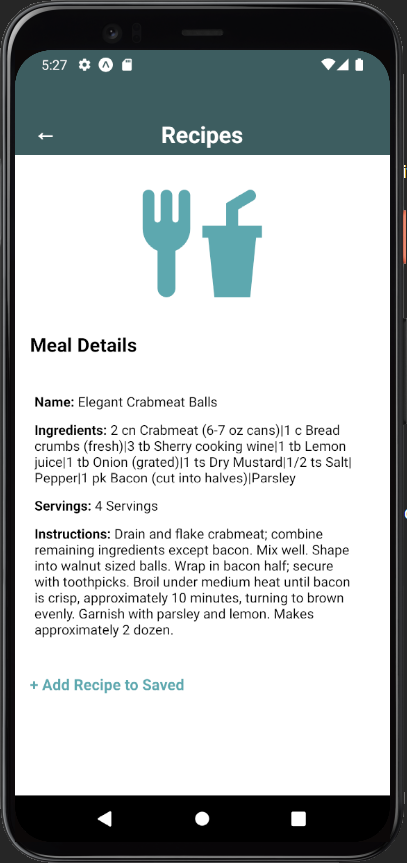 5:27
← Recipes
Meal Details
Name: Elegant Crabmeat Balls
Ingredients: 2 cn Crabmeat (6-7 oz cans)|1 c Bread
crumbs (fresh)|3 tb Sherry cooking wine|1 tb Lemon
juice|1 tb Onion (grated)|1 ts Dry Mustard|1/2 ts Salt|
Pepper|1 pk Bacon (cut into halves)|Parsley
Servings: 4 Servings
Instructions: Drain and flake crabmeat; combine
remaining ingredients except bacon. Mix well. Shape
into walnut sized balls. Wrap in bacon half; secure
with toothpicks. Broil under medium heat until bacon
is crisp, approximately 10 minutes, turning to brown
evenly. Garnish with parsley and lemon. Makes
approximately 2 dozen.
+ Add Recipe to Saved